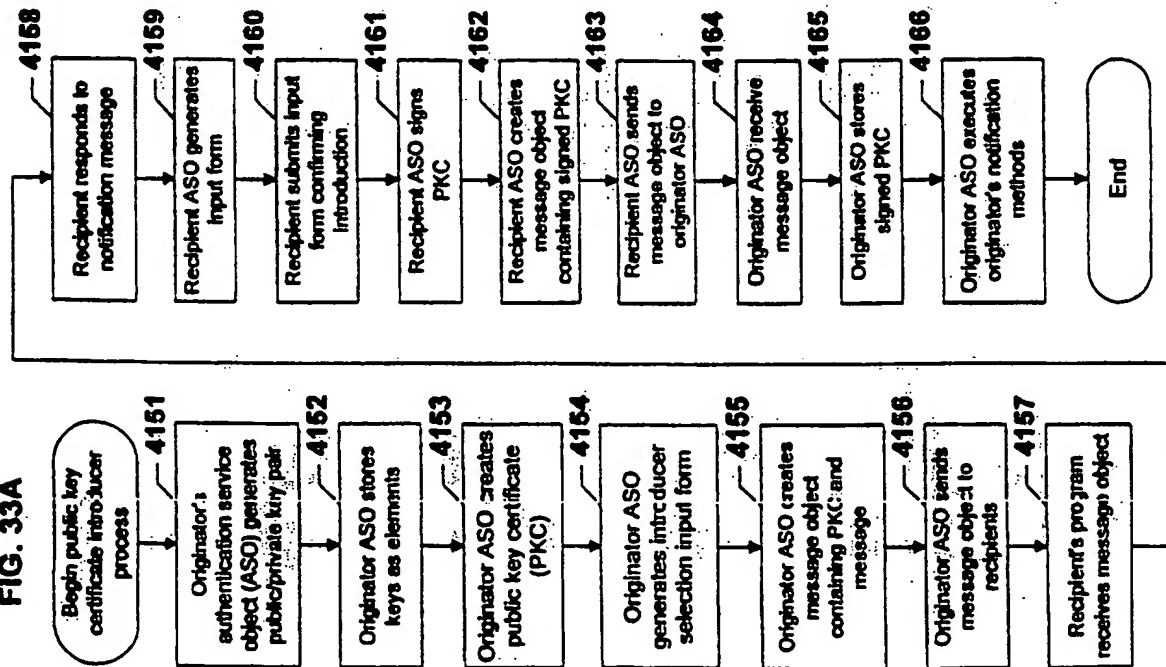 FIG. 33A
Begin public key
certificate introducer
process
4151
Originator's
authentication service
object (ASO) generates
public/private key pair
4152
Originator ASO stores
keys as elements
4153
Originator ASO creates
public key certificate
(PKC)
4154
Originator ASO
generates introducer
selection input form
4155
Originator ASO creates
message object
containing PKC and
message
4156
Originator ASO sends
message object to
recipients
4157
Recipient's program
receives message object
4158
Recipient responds to
notification message
4159
Recipient ASO generates
Input form
4160
Recipient submits Input
form confirming
Introduction
4161
Recipient ASO signs
PKC
4162
Recipient ASO creates
message object
containing signed PKC
4163
Recipient ASO sends
message object to
originator ASO
4164
Originator ASO receive
message object
4165
Originator ASO stores
signed PKC
4166
Originator ASO executes
originator's notification
methods
End